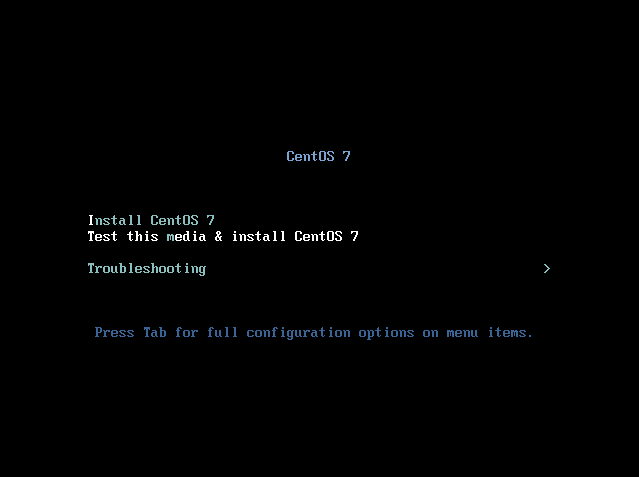 CentOS 7
Install CentOS 7
Test this media & install CentOS 7
Troubleshooting >
Press Tab for full configuration options on menu items.